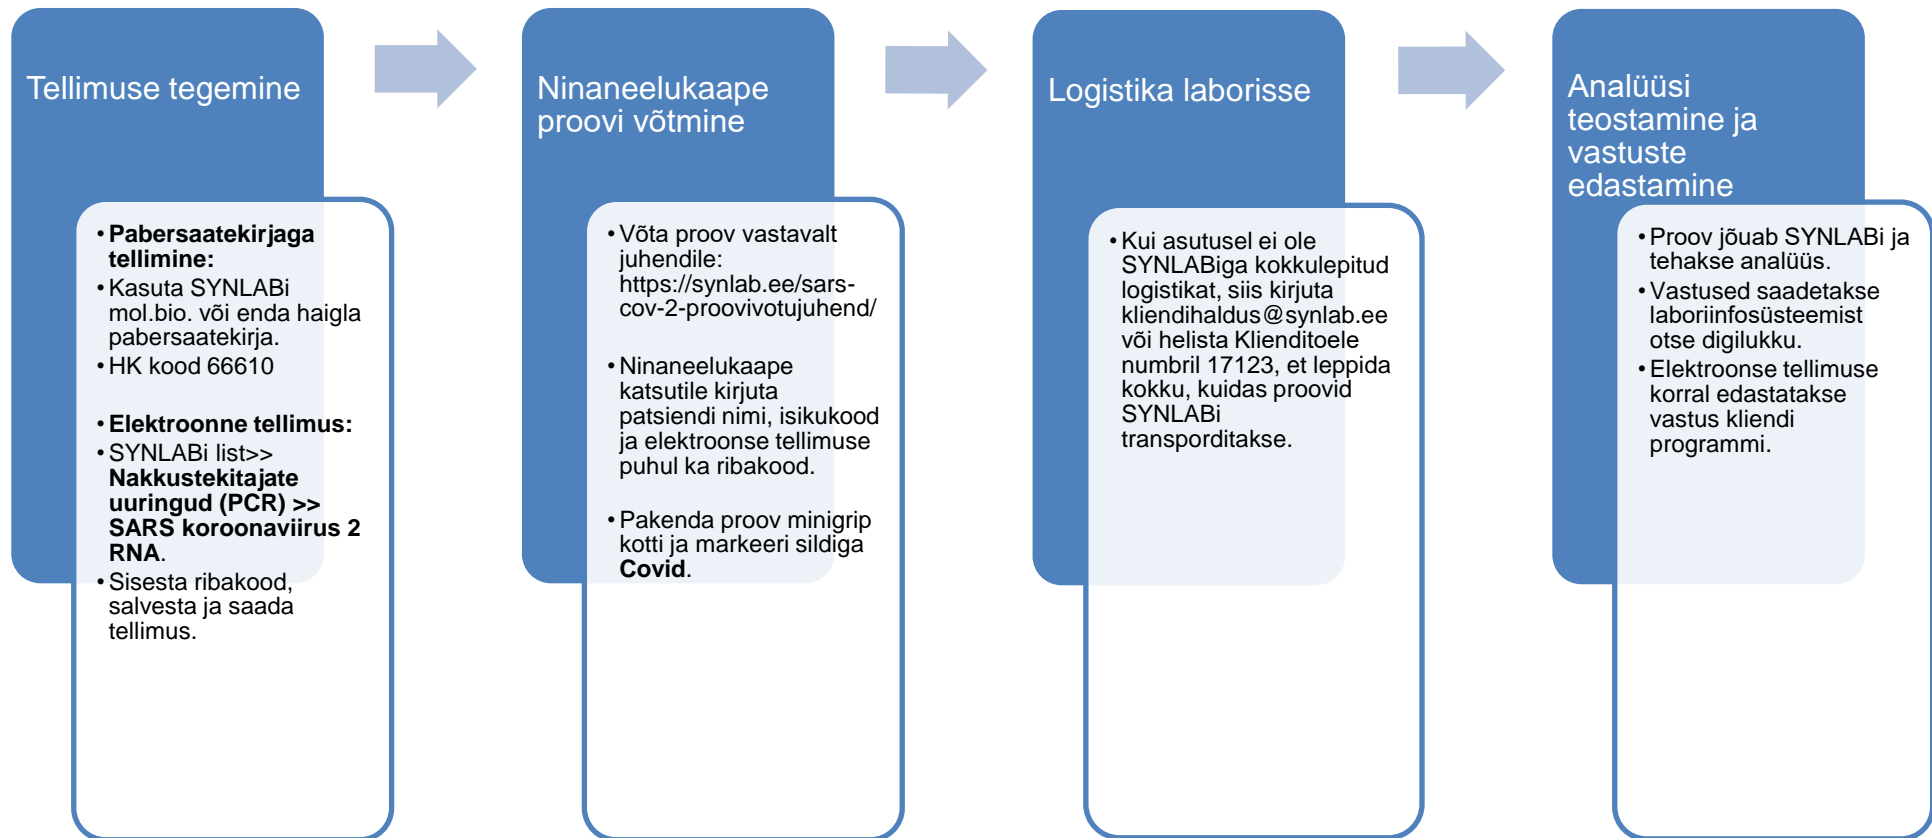 Tellimuse tegemine
• Pabersaatekirjaga
tellimine:
• Kasuta SYNLABi
mol.bio. või enda haigla
pabersaatekirja.
• HK kood 66610
• Elektroonne tellimus:
• SYNLABi list>>
Nakkustekitajate
uuringud (PCR) >>
SARS koroonaviirus 2
RNA.
• Sisesta ribakood,
salvesta ja saada
tellimus.
Ninaneelukaape
proovi võtmine
• Võta proov vastavalt
juhendile:
https://synlab.ee/sars-
cov-2-proovivotujuhend/
• Ninaneelukaape
katsutile kirjuta
patsiendi nimi, isikukood
ja elektroonse tellimuse
puhul ka ribakood.
• Pakenda proov minigrip
kotti ja markeeri sildiga
Covid.
Logistika laborisse
• Kui asutusel ei ole
SYNLABiga kokkulepitud
logistikat, siis kirjuta
kliendihaldus@synlab.ee
või helista Klienditoele
numbril 17123, et leppida
kokku, kuidas proovid
SYNLABi
transporditakse.
Analüüsi
teostamine ja
vastuste
edastamine
• Proov jõuab SYNLABi ja
tehakse analüüs.
• Vastused saadetakse
laboriinfosüsteemist
otse digilukku.
• Elektroonse tellimuse
korral edastatakse
vastus kliendi
programmi.